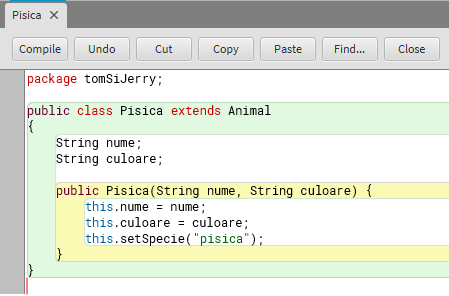 Pisica ×
Compile Undo Cut Copy Paste Find... Close
package tomSiJerry;
public class Pisica extends Animal
{
String nume;
String culoare;
public Pisica(String nume, String culoare) {
this.nume = nume;
this.culoare = culoare;
this.setSpecie("pisica");
}
}